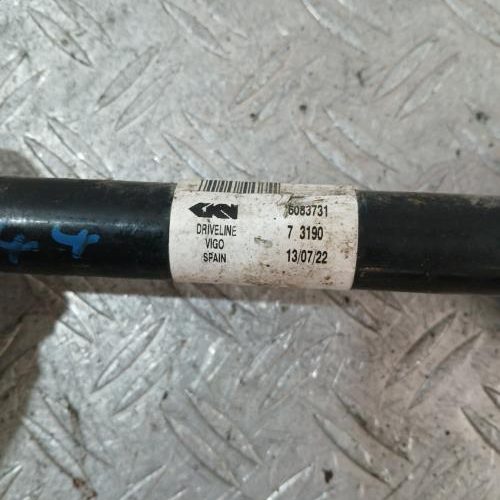 GKN 6083731
DRIVELINE 7 3190
VIGO
SPAIN 13/07/22